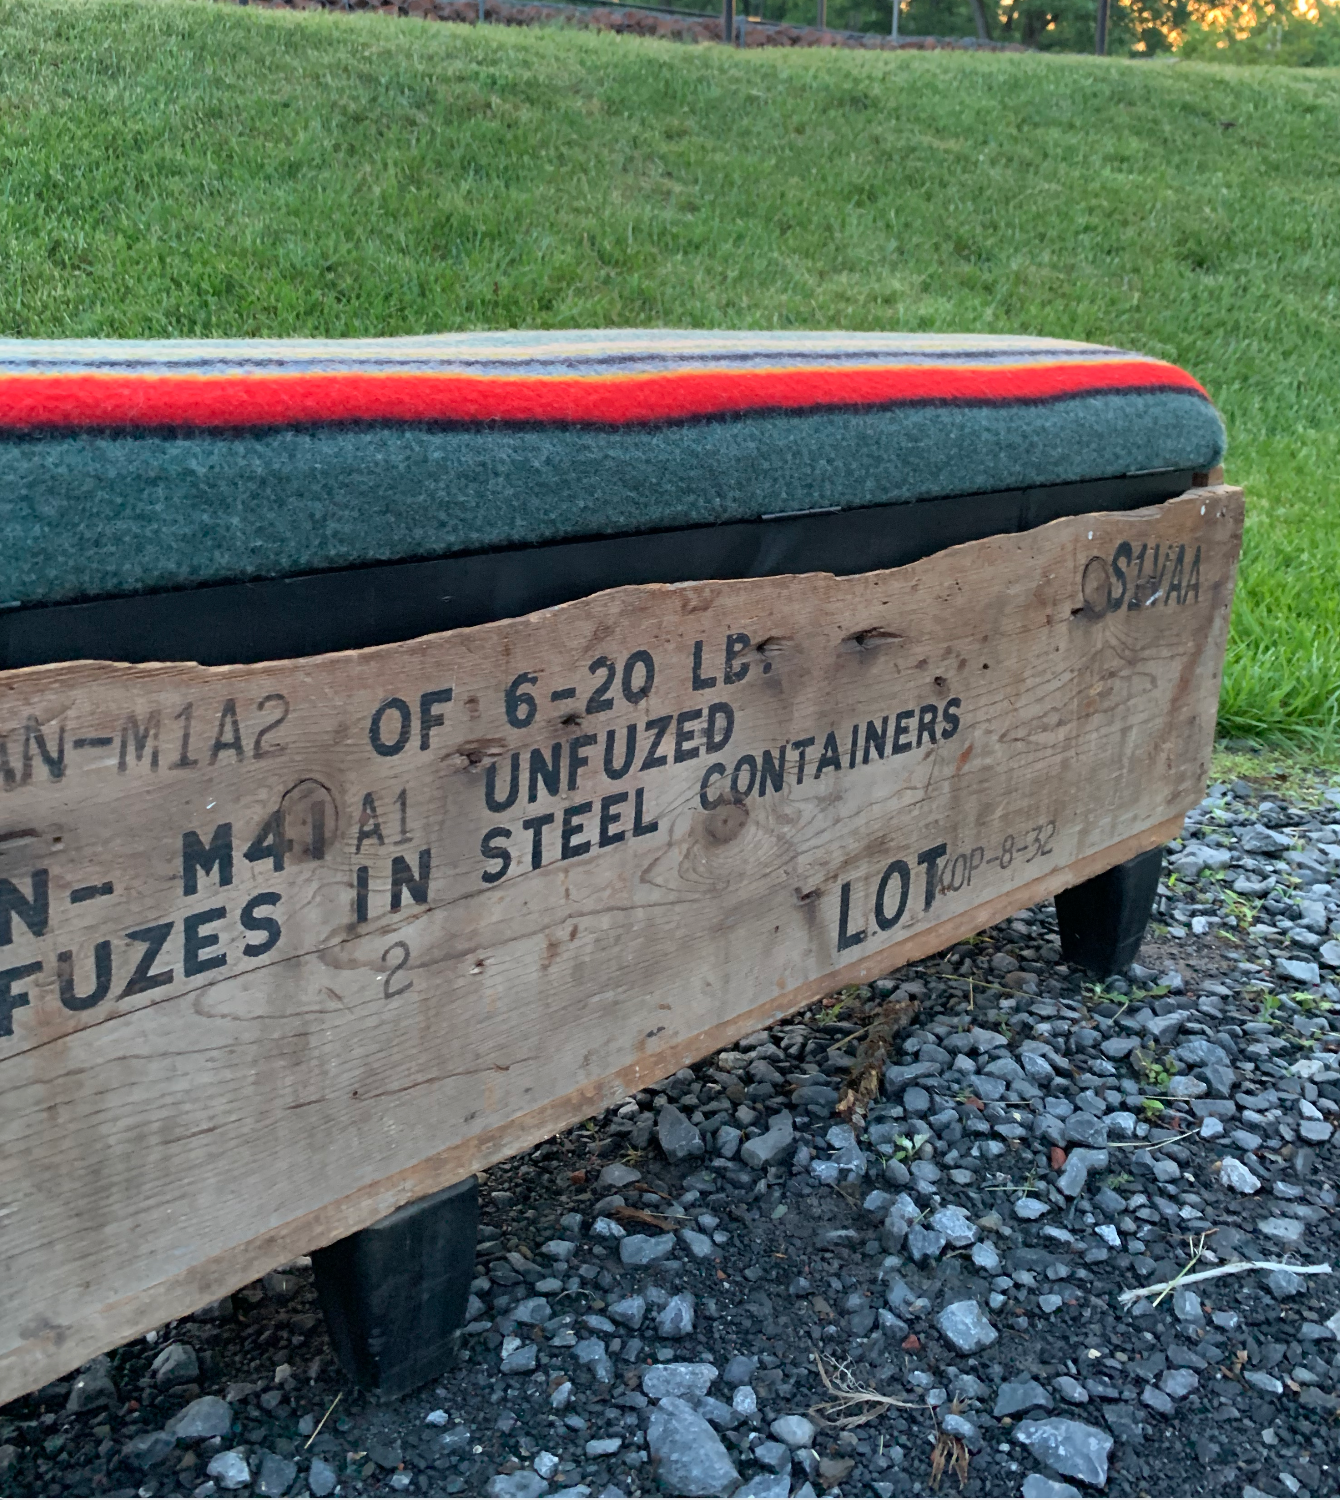 S1VAA
AN-M1A2 OF 6-20 LB.
N- M41 A1 UNFUZED
FUZES IN STEEL CONTAINERS
2
LOT KOP-8-32